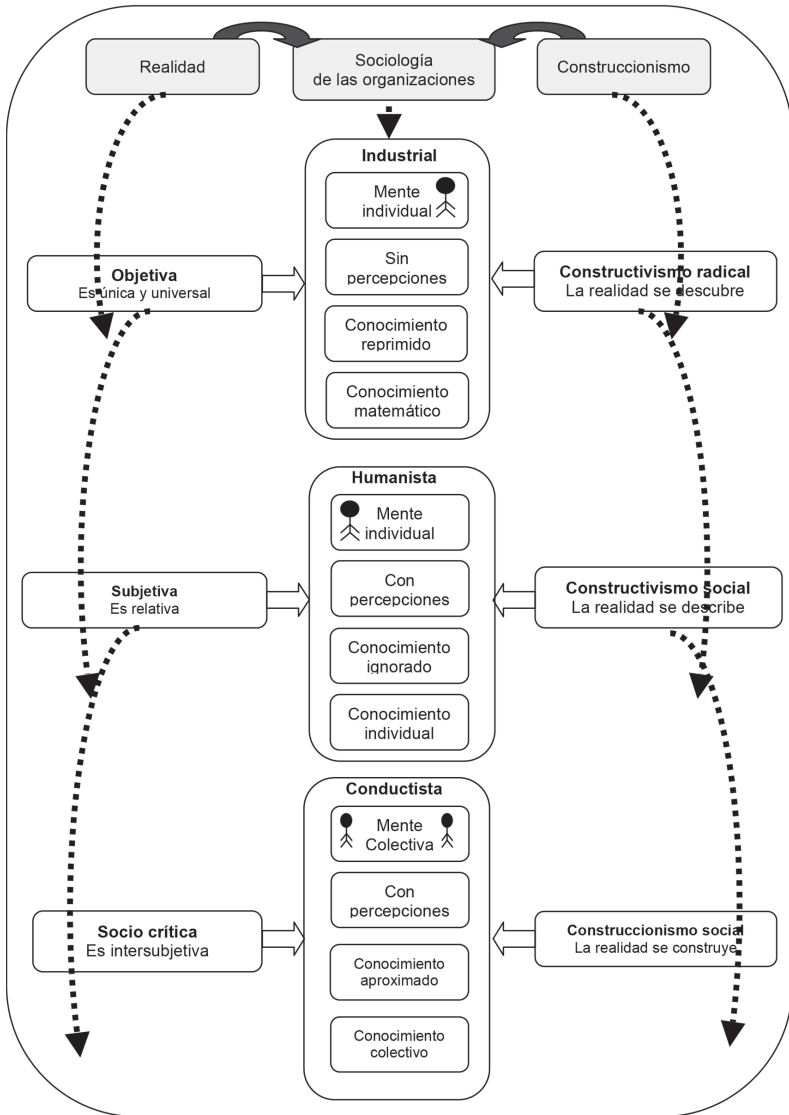 Realidad
Sociología
de las organizaciones
Construccionismo
Industrial
Mente
individual
Sin
percepciones
Conocimiento
reprimido
Conocimiento
matemático
Objetiva
Es única y universal
Constructivismo radical
La realidad se descubre
Humanista
Mente
individual
Con
percepciones
Conocimiento
ignorado
Conocimiento
individual
Subjetiva
Es relativa
Constructivismo social
La realidad se describe
Conductista
Mente
Colectiva
Con
percepciones
Conocimiento
aproximado
Conocimiento
colectivo
Socio crítica
Es intersubjetiva
Construccionismo social
La realidad se construye